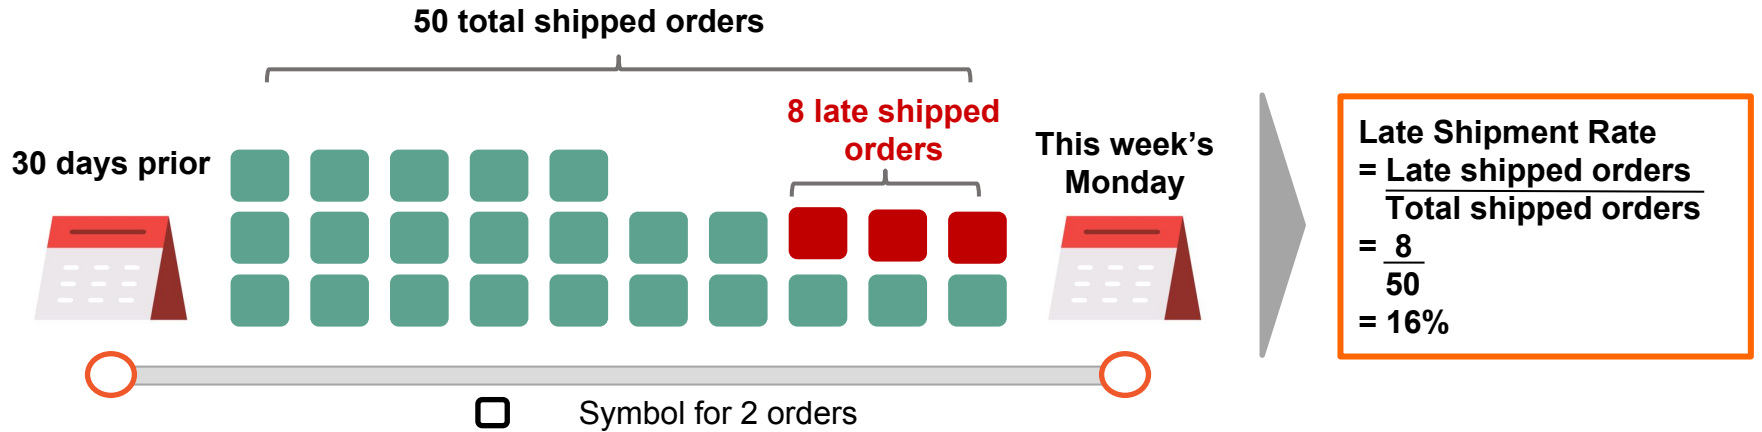 50 total shipped orders
8 late shipped
orders
30 days prior
This week's
Monday
Late Shipment Rate
= Late shipped orders
Total shipped orders
= 8
50
= 16%
Symbol for 2 orders